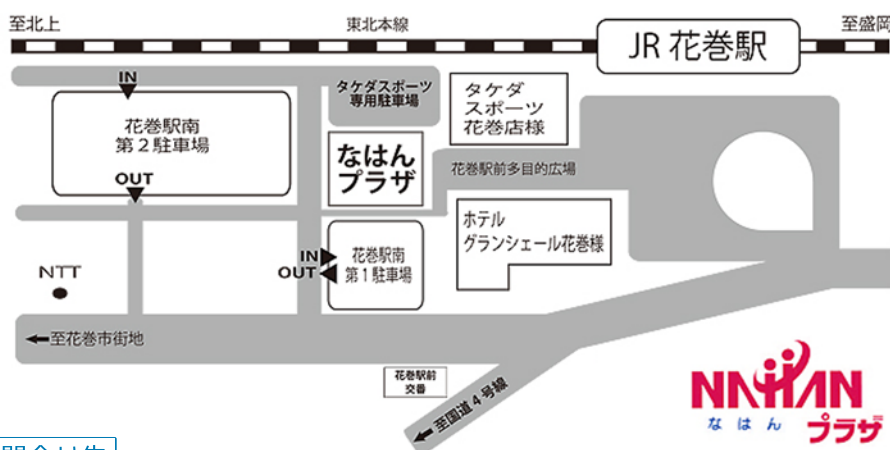 至北上
東北本線
JR 花巻駅
至盛岡
IN
花巻駅南
第2駐車場
OUT
タケダスポーツ
専用駐車場
タケダ
スポーツ
花巻店様
なはん
プラザ
花巻駅前多目的広場
ホテル
グランシェール花巻様
IN
OUT
花巻駅南
第1駐車場
NTT
←至花巻市街地
花巻駅前
交番
←至国道4号線
NAHAN
なはん
プラザ